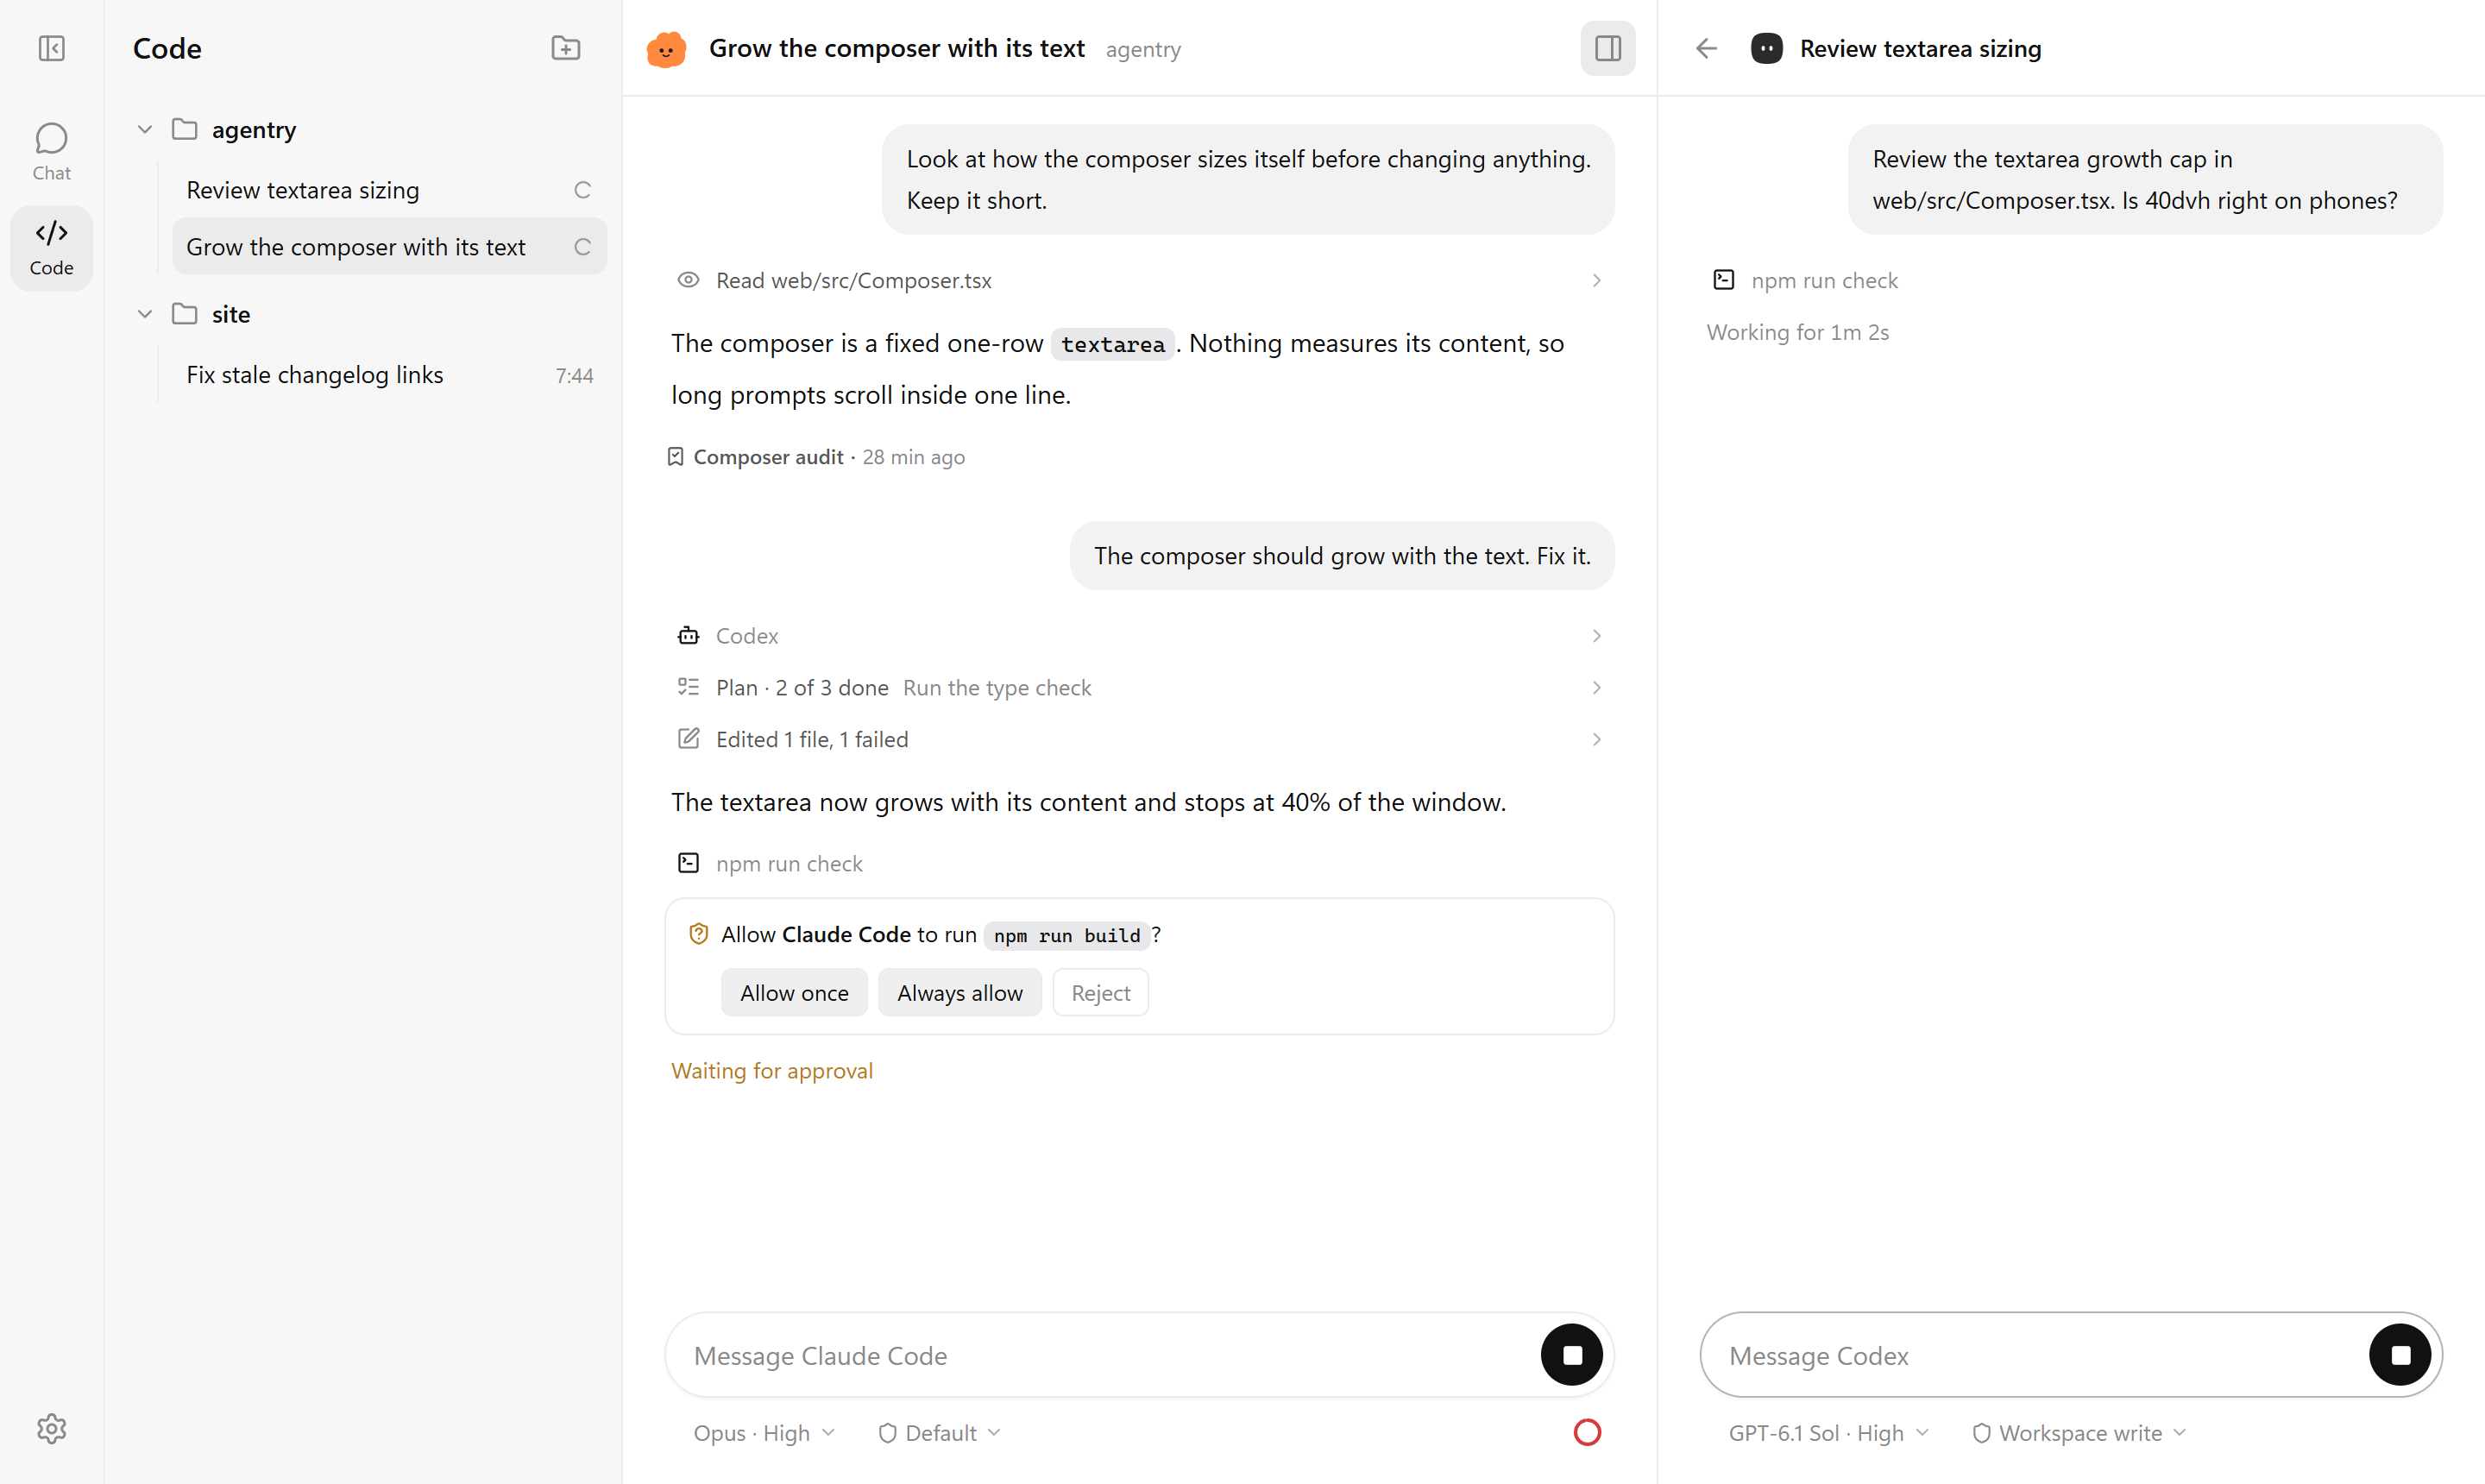 Code
Chat
Code
agentry
Review textarea sizing
Grow the composer with its text
site
Fix stale changelog links 7:44
Grow the composer with its text agentry
Look at how the composer sizes itself before changing anything.
Keep it short.
Read web/src/Composer.tsx
The composer is a fixed one-row textarea. Nothing measures its content, so
long prompts scroll inside one line.
Composer audit · 28 min ago
The composer should grow with the text. Fix it.
Codex
Plan · 2 of 3 done Run the type check
Edited 1 file, 1 failed
The textarea now grows with its content and stops at 40% of the window.
npm run check
Allow Claude Code to run npm run build?
Allow once Always allow Reject
Waiting for approval
Message Claude Code
Opus · High Default
Review textarea sizing
Review the textarea growth cap in
web/src/Composer.tsx. Is 40dvh right on phones?
npm run check
Working for 1m 2s
Message Codex
GPT-6.1 Sol · High Workspace write